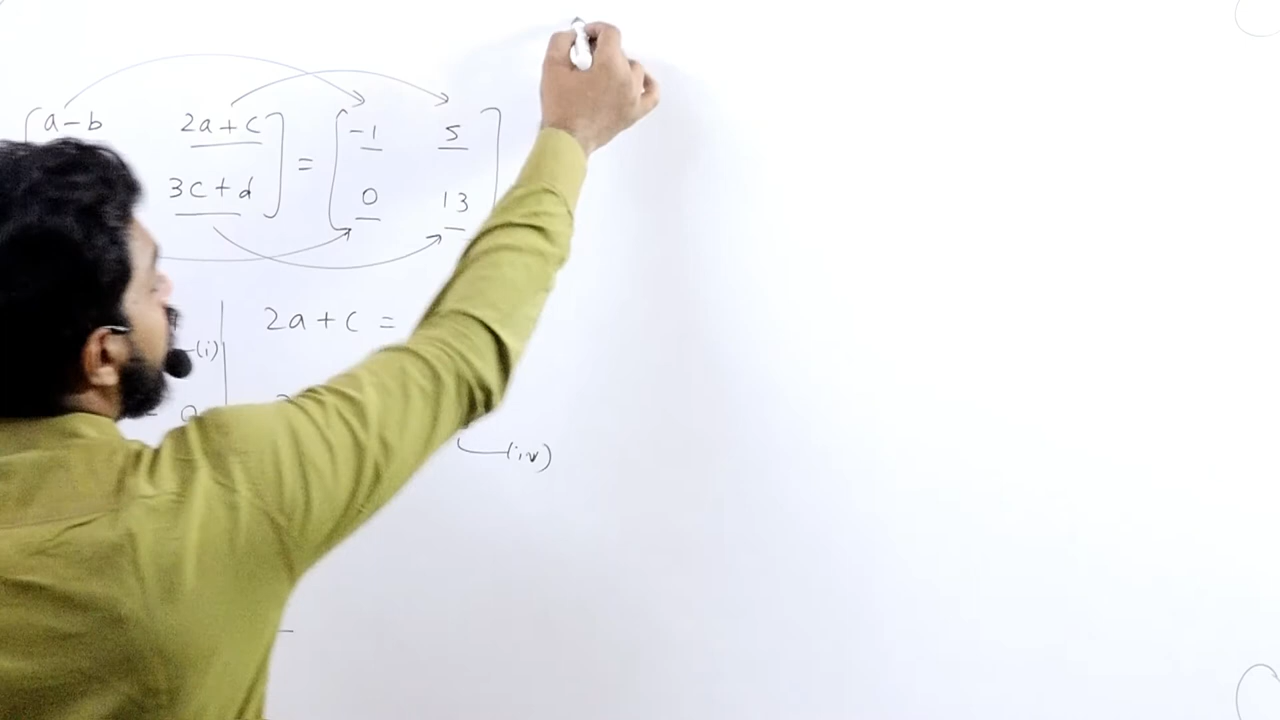 a-b 2a+c = -1 5
3c+d 0 13
2a+c =
(i)
(iv)